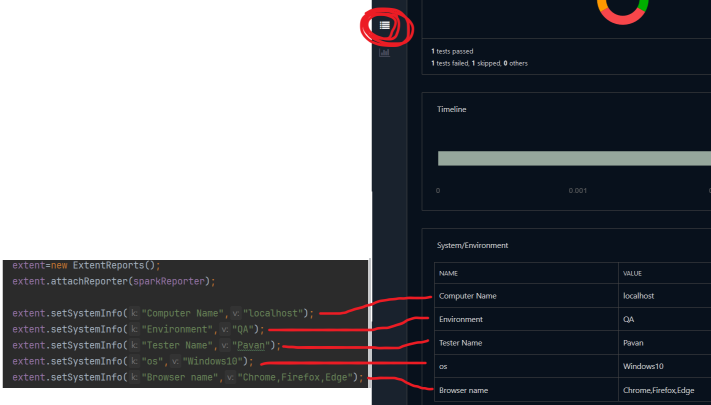 1 tests passed
1 tests failed, 1 skipped, 0 others
Timeline
0 0.001
System/Environment
NAME VALUE
Computer Name localhost
Environment QA
Tester Name Pavan
os Windows10
Browser name Chrome,Firefox,Edge
extent=new ExtentReports();
extent.attachReporter(sparkReporter);
extent.setSystemInfo( k: "Computer Name", v: "localhost");
extent.setSystemInfo( k: "Environment", v: "QA");
extent.setSystemInfo( k: "Tester Name", v: "Pavan");
extent.setSystemInfo( k: "os", v: "Windows10");
extent.setSystemInfo( k: "Browser name", v: "Chrome,Firefox,Edge");